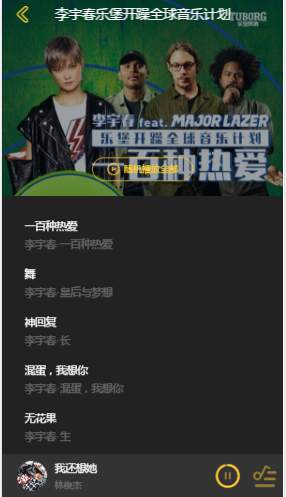 李宇春乐堡开躁全球音乐计划
TUBORG
李宇春 feat. MAJOR LAZER
乐堡开躁全球音乐计划
一百种热爱
随机播放全部
一百种热爱
李宇春·一百种热爱
舞
李宇春·皇后与梦想
神回复
李宇春·长
混蛋，我想你
李宇春·混蛋，我想你
无花果
李宇春·生
我还想她
林俊杰